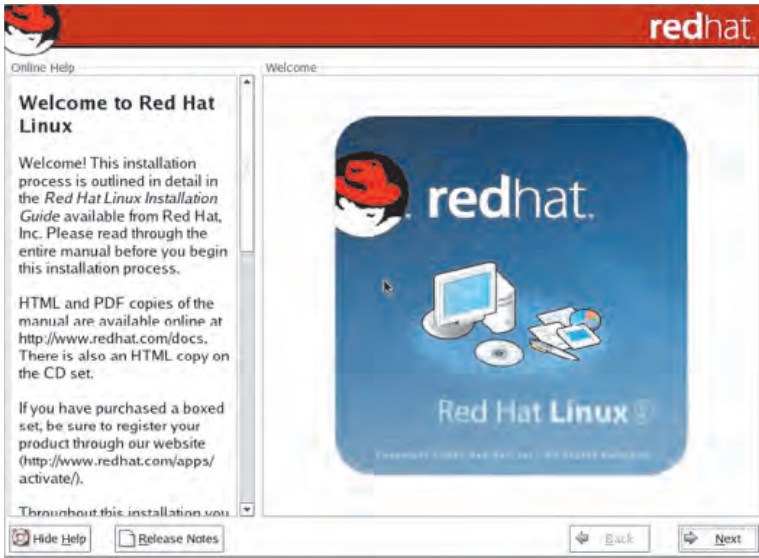 redhat.
Online Help
Welcome to Red Hat
Linux
Welcome! This installation
process is outlined in detail in
the Red Hat Linux Installation
Guide available from Red Hat,
Inc. Please read through the
entire manual before you begin
this installation process.
HTML and PDF copies of the
manual are available online at
http://www.redhat.com/docs.
There is also an HTML copy on
the CD set.
If you have purchased a boxed
set, be sure to register your
product through our website
(http://www.redhat.com/apps/
activate/).
Throughout this installation you
Welcome
redhat.
Red Hat Linux
Hide Help
Release Notes
Back
Next